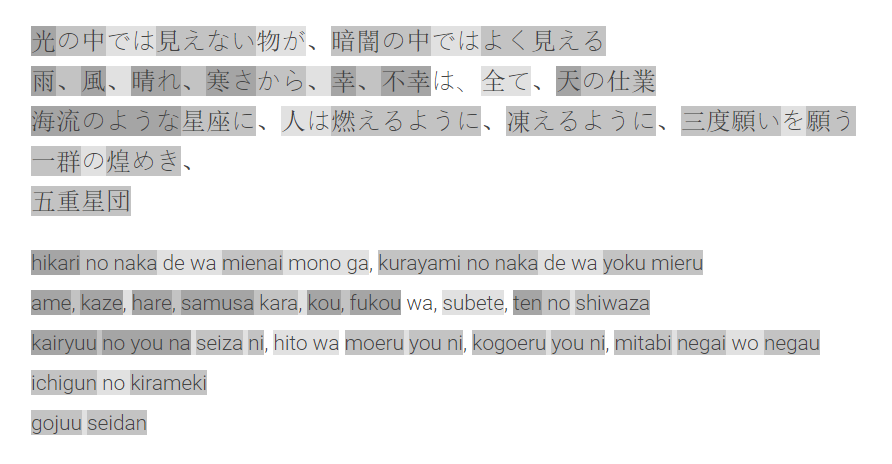 光の中では見えない物が、暗闇の中ではよく見える
雨、風、晴れ、寒さから、幸、不幸は、全て、天の仕業
海流のような星座に、人は燃えるように、凍えるように、三度願いを願う
一群の煌めき、
五重星団
hikari no naka de wa mienai mono ga, kurayami no naka de wa yoku mieru
ame, kaze, hare, samusa kara, kou, fukou wa, subete, ten no shiwaza
kairyuu no you na seiza ni, hito wa moeru you ni, kogoeru you ni, mitabi negai wo negau
ichigun no kirameki
gojuu seidan